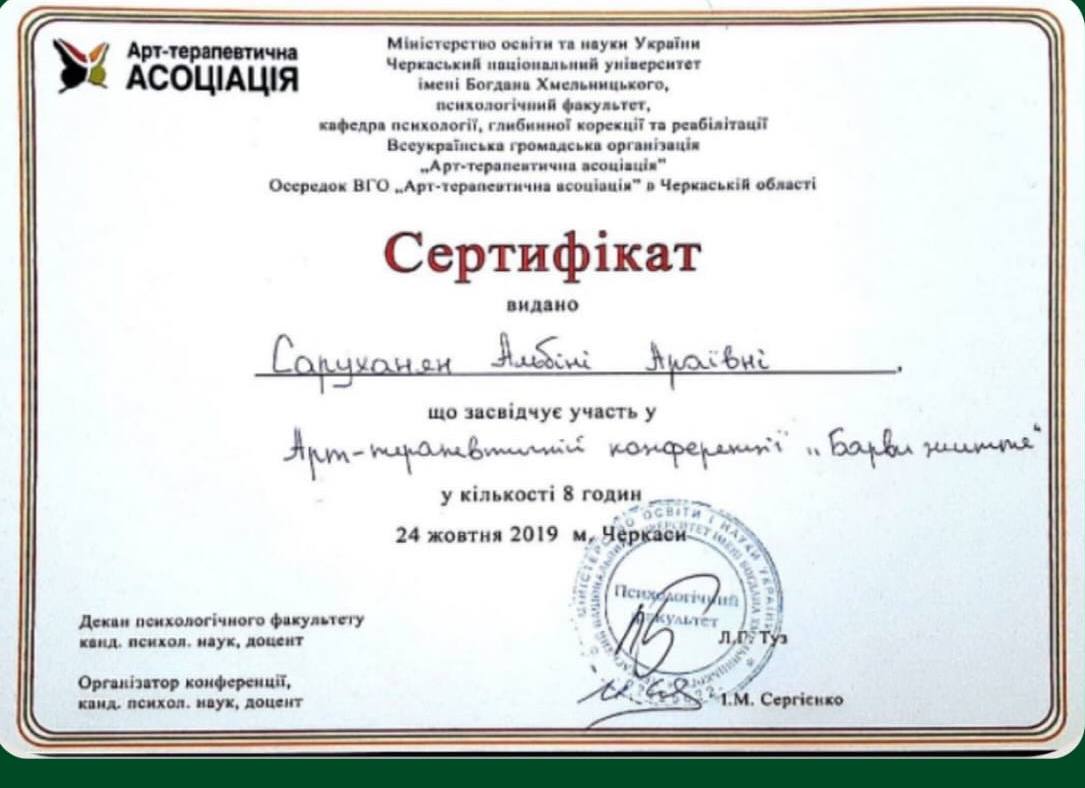 Арт-терапевтична
АСОЦІАЦІЯ
Міністерство освіти та науки України
Черкаський національний університет
імені Богдана Хмельницького,
психологічний факультет,
кафедра психології, глибинної корекції та реабілітації
Всеукраїнська громадська організація
„Арт-терапевтична асоціація"
Осередок ВГО „Арт-терапевтична асоціація" в Черкаській області
Сертифікат
видано
Саруханян Альбіні Араївні
що засвідчує участь у
Арт-терапевтичній конференції „Барви життя"
у кількості 8 годин
24 жовтня 2019 м. Черкаси
Психологічний
факультет
Декан психологічного факультету
канд. психол. наук, доцент
Л.Г. Туз
Організатор конференції,
канд. психол. наук, доцент
І.М. Сергієнко